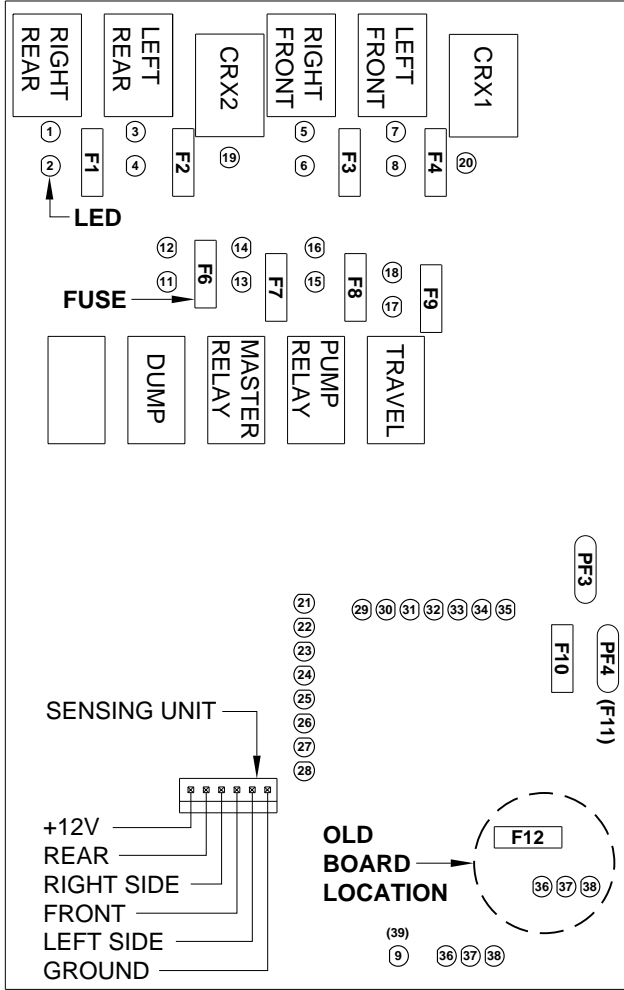 RIGHT
REAR
LEFT
REAR
CRX2
RIGHT
FRONT
LEFT
FRONT
CRX1
1
3
5
7
2
4
19
6
8
20
F1
F2
F3
F4
LED
12
14
16
18
11
13
15
17
F6
F7
F8
F9
FUSE
DUMP
MASTER
RELAY
PUMP
RELAY
TRAVEL
PF3
21
22
23
24
25
26
27
28
29 30 31 32 33 34 35
F10
PF4
(F11)
SENSING UNIT
+12V
REAR
RIGHT SIDE
FRONT
LEFT SIDE
GROUND
OLD
BOARD
LOCATION
F12
36 37 38
(39)
9
36 37 38